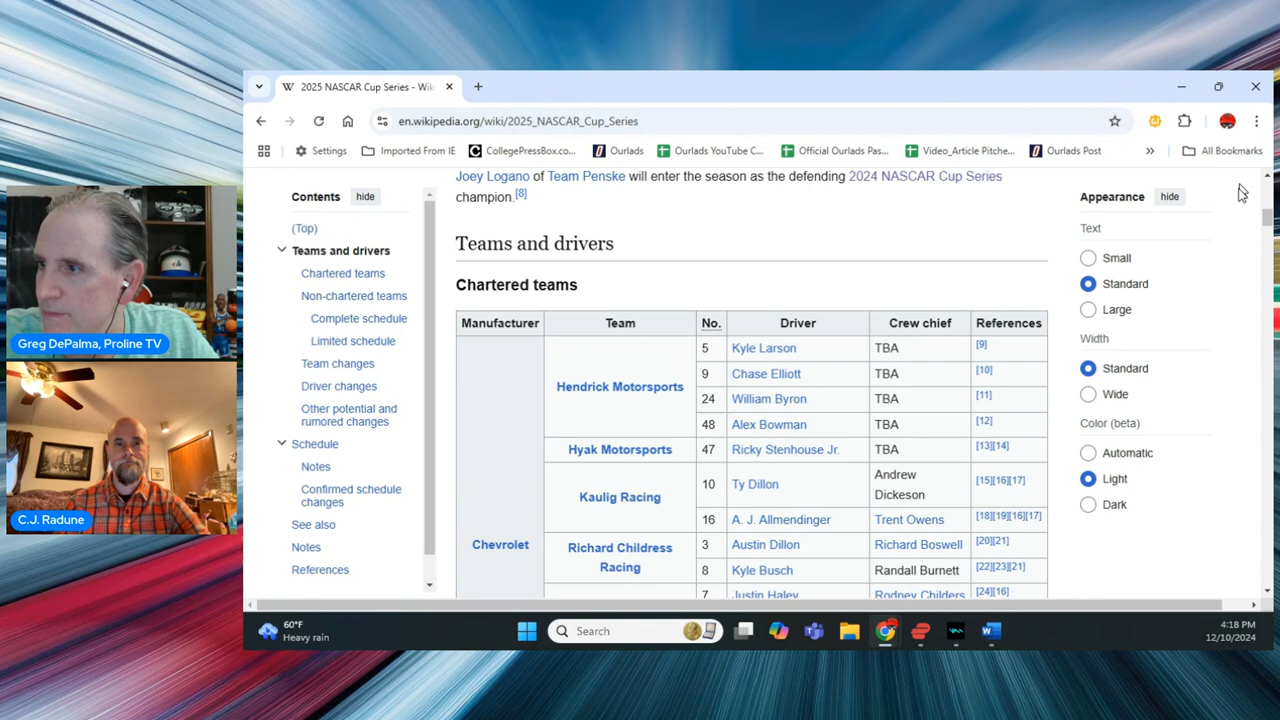 2025 NASCAR Cup Series - Wik
en.wikipedia.org/wiki/2025_NASCAR_Cup_Series
Settings Imported From IE CollegePressBox.co... Ourlads Ourlads YouTube C... Official Ourlads Pas... Video_Article Pitche... Ourlads Post » All Bookmarks
Joey Logano of Team Penske will enter the season as the defending 2024 NASCAR Cup Series
champion.[8]
Contents hide
(Top)
Teams and drivers
Chartered teams
Non-chartered teams
Complete schedule
Limited schedule
Team changes
Driver changes
Other potential and
rumored changes
Schedule
Notes
Confirmed schedule
changes
See also
Notes
References
Teams and drivers
Chartered teams
Manufacturer Team No. Driver Crew chief References
Chevrolet
Hendrick Motorsports
5 Kyle Larson TBA [9]
9 Chase Elliott TBA [10]
24 William Byron TBA [11]
48 Alex Bowman TBA [12]
Hyak Motorsports 47 Ricky Stenhouse Jr. TBA [13][14]
Kaulig Racing
10 Ty Dillon Andrew
Dickeson [15][16][17]
16 A. J. Allmendinger Trent Owens [18][19][16][17]
Richard Childress
Racing
3 Austin Dillon Richard Boswell [20][21]
8 Kyle Busch Randall Burnett [22][23][21]
7 Justin Haley Rodney Childers [24][16]
Appearance hide
Text
Small
Standard
Large
Width
Standard
Wide
Color (beta)
Automatic
Light
Dark
Greg DePalma, Proline TV
C.J. Radune
60°F
Heavy rain
Search
4:18 PM
12/10/2024